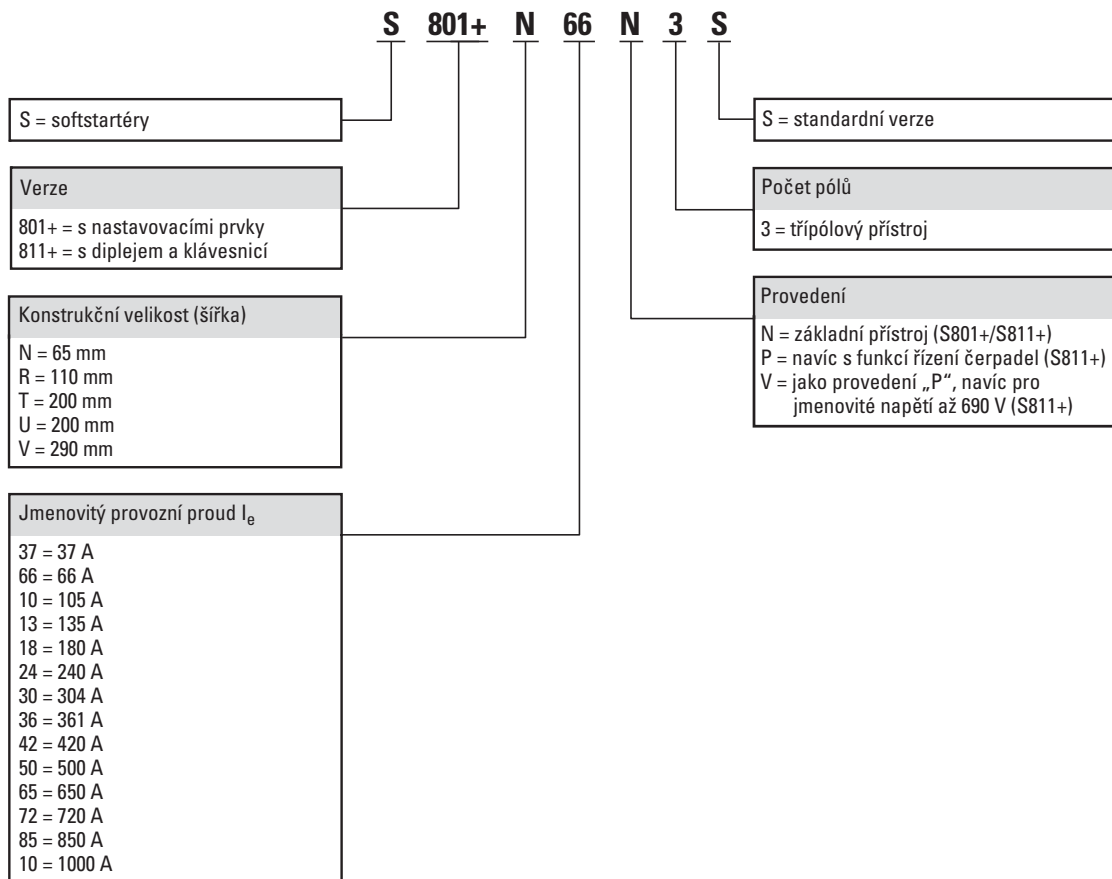 S 801+ N 66 N 3 S
S = softstartéry
Verze
801+ = s nastavovacími prvky
811+ = s diplejem a klávesnicí
Konstrukční velikost (šířka)
N = 65 mm
R = 110 mm
T = 200 mm
U = 200 mm
V = 290 mm
Jmenovitý provozní proud Ie
37 = 37 A
66 = 66 A
10 = 105 A
13 = 135 A
18 = 180 A
24 = 240 A
30 = 304 A
36 = 361 A
42 = 420 A
50 = 500 A
65 = 650 A
72 = 720 A
85 = 850 A
10 = 1000 A
S = standardní verze
Počet pólů
3 = třípólový přístroj
Provedení
N = základní přístroj (S801+/S811+)
P = navíc s funkcí řízení čerpadel (S811+)
V = jako provedení „P“, navíc pro
jmenovité napětí až 690 V (S811+)